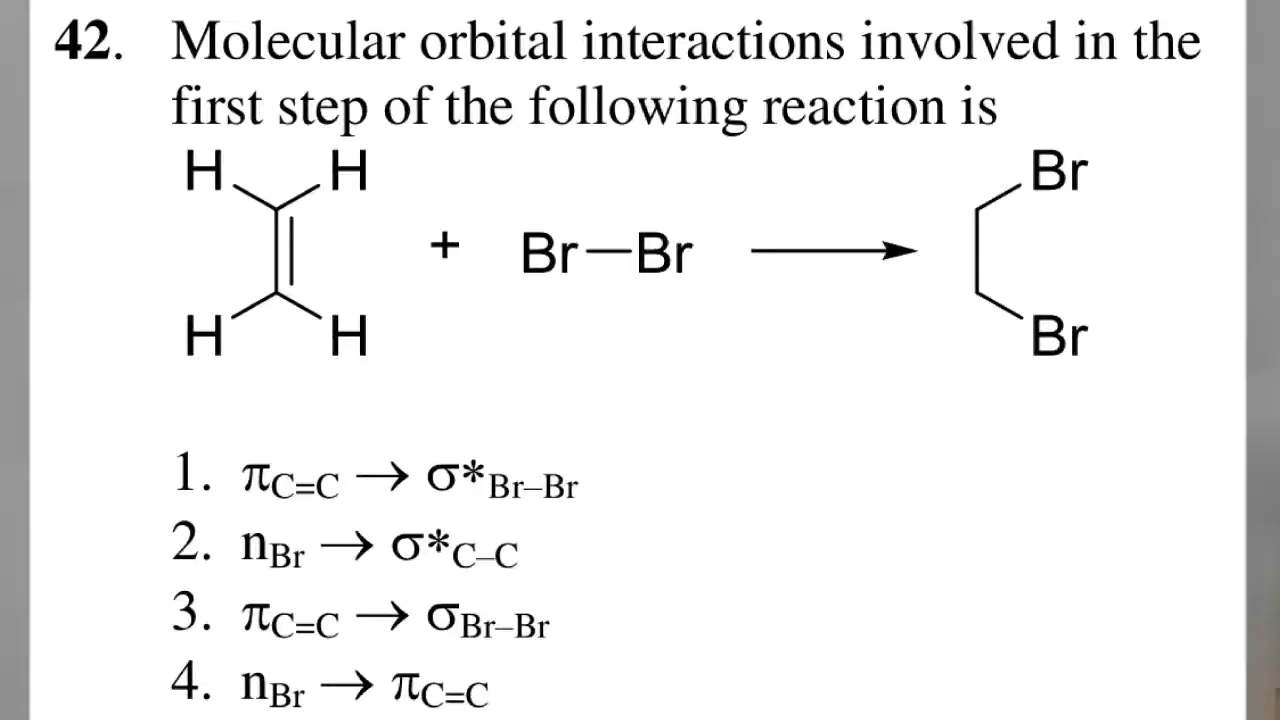 42. Molecular orbital interactions involved in the
first step of the following reaction is
H H Br
+ Br–Br
H H Br
1. πC=C → σ*Br–Br
2. nBr → σ*C–C
3. πC=C → σBr–Br
4. nBr → πC=C